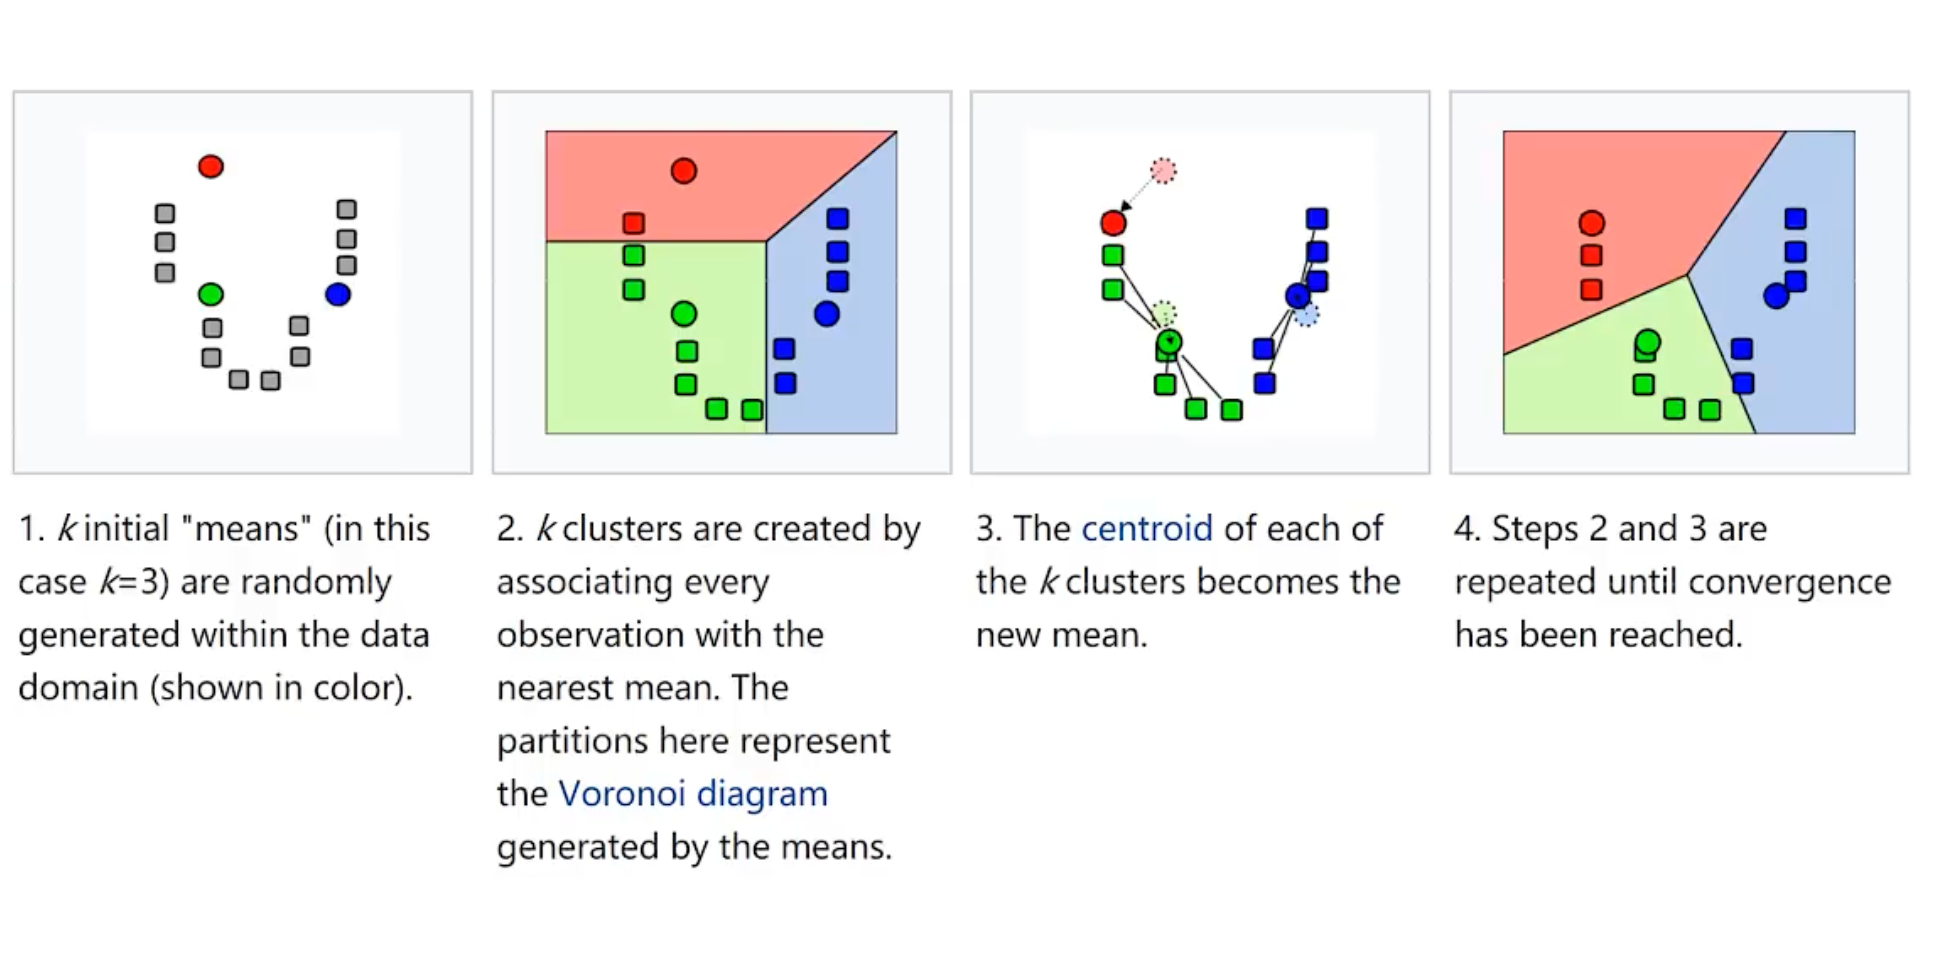 1. k initial "means" (in this
case k=3) are randomly
generated within the data
domain (shown in color).
2. k clusters are created by
associating every
observation with the
nearest mean. The
partitions here represent
the Voronoi diagram
generated by the means.
3. The centroid of each of
the k clusters becomes the
new mean.
4. Steps 2 and 3 are
repeated until convergence
has been reached.